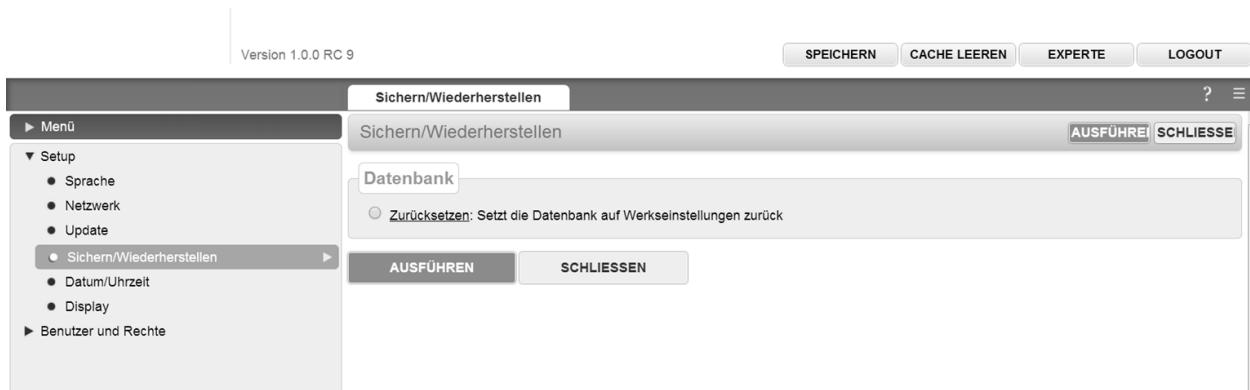 Version 1.0.0 RC 9
SPEICHERN CACHE LEEREN EXPERTE LOGOUT
Sichern/Wiederherstellen ?
Menü
Sichern/Wiederherstellen AUSFÜHREI SCHLIESSE
Setup
Sprache
Netzwerk
Update
Sichern/Wiederherstellen
Datum/Uhrzeit
Display
Benutzer und Rechte
Datenbank
Zurücksetzen: Setzt die Datenbank auf Werkseinstellungen zurück
AUSFÜHREN SCHLIESSEN